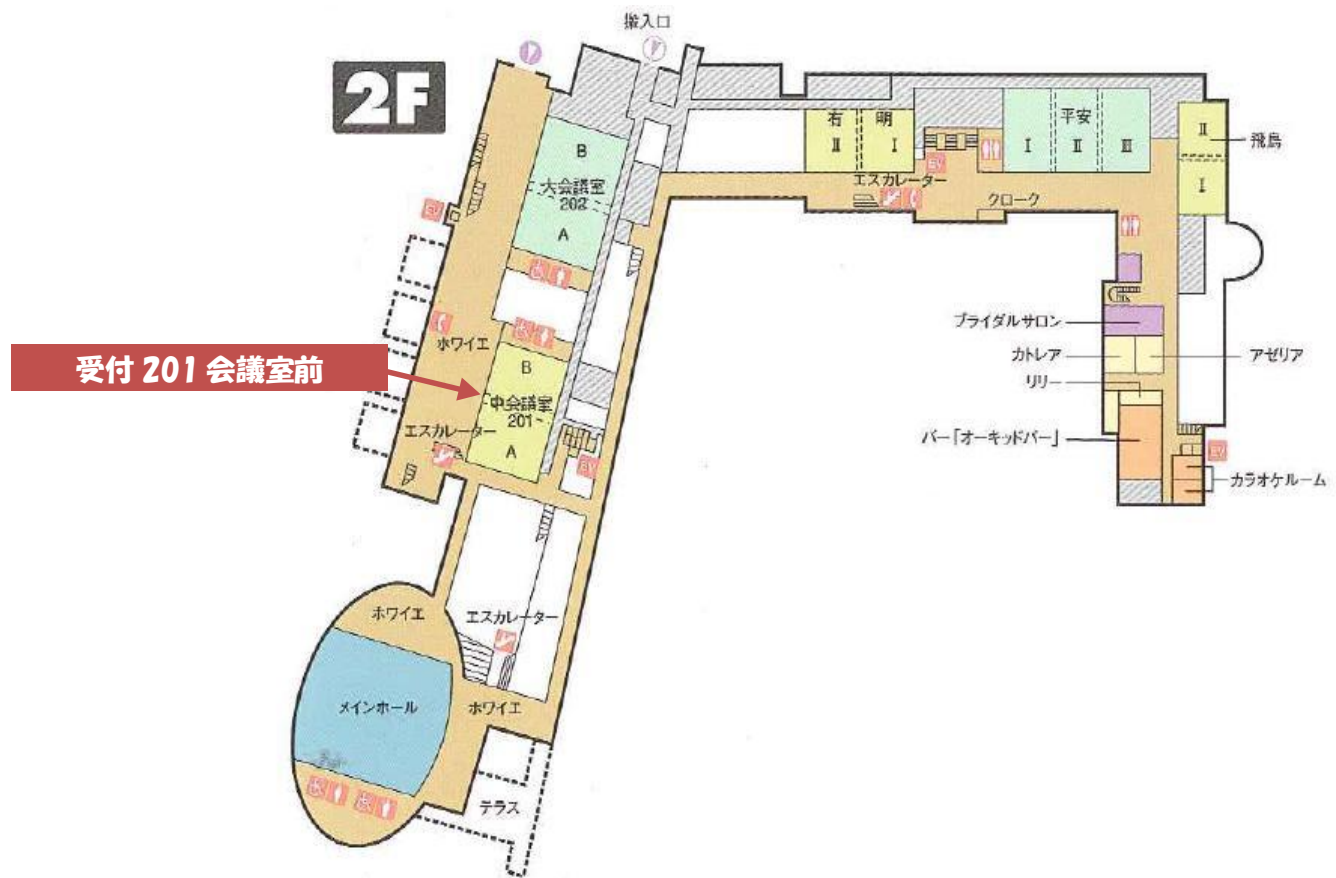 搬入口
2F
B
大会議室
202
A
有
明
Ⅱ
Ⅰ
平安
Ⅰ
Ⅱ
Ⅲ
Ⅱ
Ⅰ
飛鳥
EV
エスカレーター
クローク
EV
ホワイエ
受付 201 会議室前
B
中会議室
201
A
エスカレーター
EV
ブライダルサロン
カトレア
アゼリア
リリー
バー「オーキッドバー」
EV
カラオケルーム
ホワイエ
エスカレーター
メインホール
ホワイエ
テラス